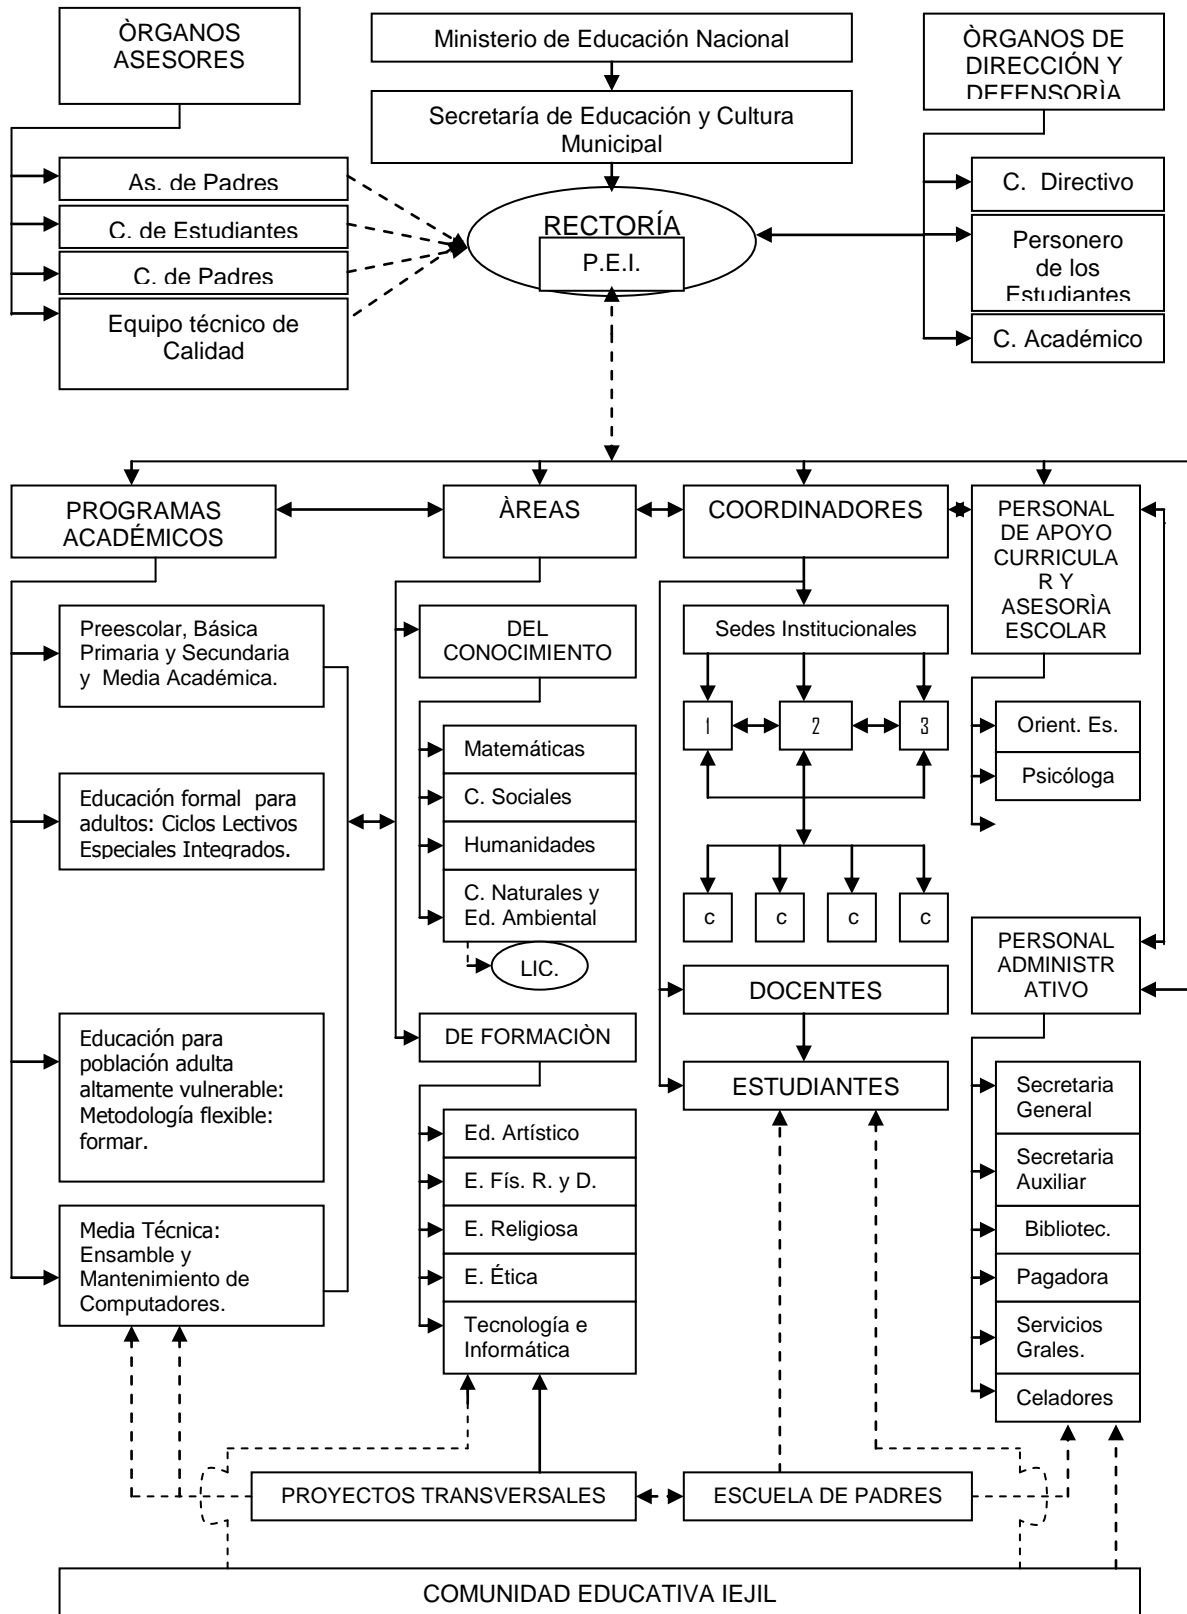 ÒRGANOS
ASESORES
Ministerio de Educación Nacional
ÒRGANOS DE
DIRECCIÓN Y
DEFENSORÌA
Secretaría de Educación y Cultura
Municipal
As. de Padres
C. de Estudiantes
C. de Padres
Equipo técnico de
Calidad
RECTORÍA
P.E.I.
C. Directivo
Personero
de los
Estudiantes
C. Académico
PROGRAMAS
ACADÉMICOS
ÀREAS
COORDINADORES
PERSONAL
DE APOYO
CURRICULA
R Y
ASESORÌA
ESCOLAR
Preescolar, Básica
Primaria y Secundaria
y Media Académica.
Educación formal para
adultos: Ciclos Lectivos
Especiales Integrados.
Educación para
población adulta
altamente vulnerable:
Metodología flexible:
formar.
Media Técnica:
Ensamble y
Mantenimiento de
Computadores.
DEL
CONOCIMIENTO
Matemáticas
C. Sociales
Humanidades
C. Naturales y
Ed. Ambiental
LIC.
DE FORMACIÒN
Ed. Artístico
E. Fís. R. y D.
E. Religiosa
E. Ética
Tecnología e
Informática
Sedes Institucionales
1
2
3
c
c
c
c
DOCENTES
ESTUDIANTES
Orient. Es.
Psicóloga
PERSONAL
ADMINISTR
ATIVO
Secretaria
General
Secretaria
Auxiliar
Bibliotec.
Pagadora
Servicios
Grales.
Celadores
PROYECTOS TRANSVERSALES
ESCUELA DE PADRES
COMUNIDAD EDUCATIVA IEJIL